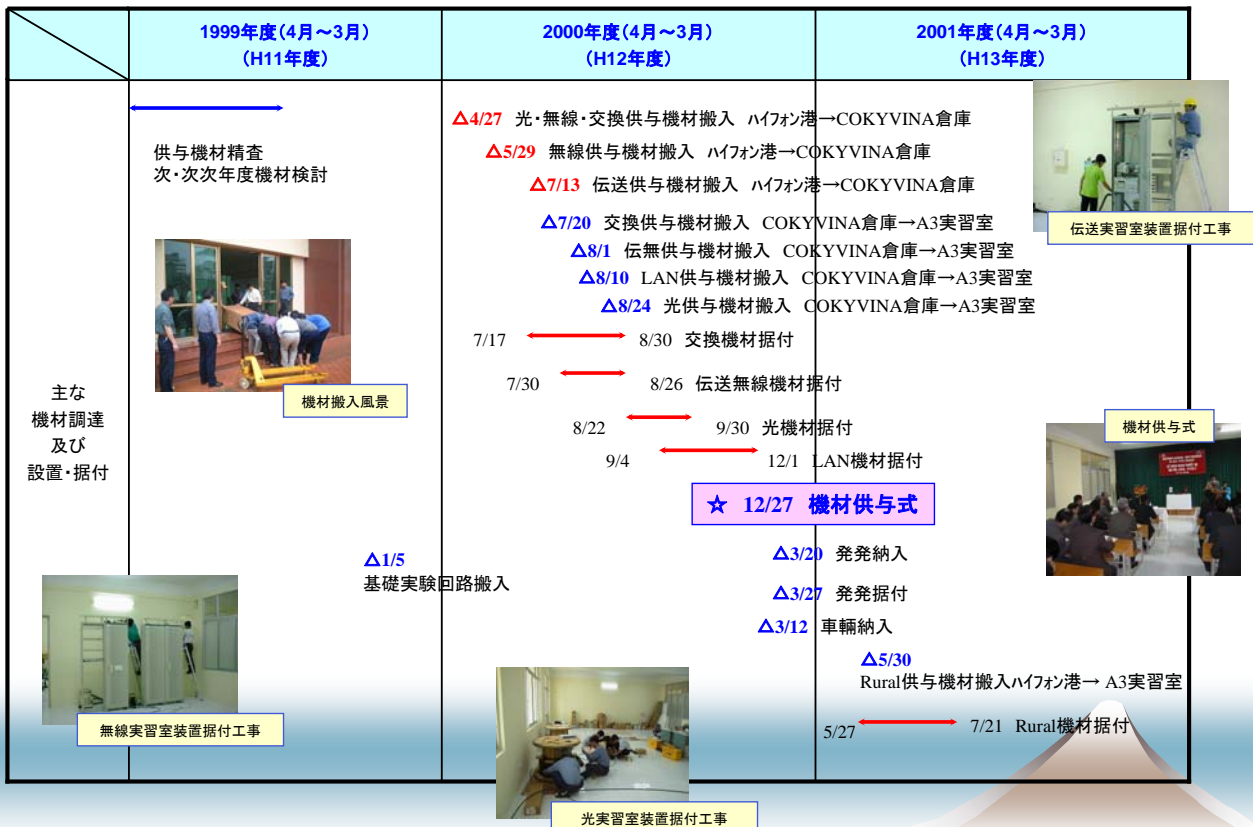 1999年度(4月～3月)
(H11年度)
2000年度(4月～3月)
(H12年度)
2001年度(4月～3月)
(H13年度)
主な
機材調達
及び
設置・据付
供与機材精査
次・次次年度機材検討
機材搬入風景
△1/5
基礎実験回路搬入
無線実習室装置据付工事
△4/27 光・無線・交換供与機材搬入 ハイフォン港→COKYVINA倉庫
△5/29 無線供与機材搬入 ハイフォン港→COKYVINA倉庫
△7/13 伝送供与機材搬入 ハイフォン港→COKYVINA倉庫
△7/20 交換供与機材搬入 COKYVINA倉庫→A3実習室
△8/1 伝無供与機材搬入 COKYVINA倉庫→A3実習室
△8/10 LAN供与機材搬入 COKYVINA倉庫→A3実習室
△8/24 光供与機材搬入 COKYVINA倉庫→A3実習室
7/17 8/30 交換機材据付
7/30 8/26 伝送無線機材据付
8/22 9/30 光機材据付
9/4 12/1 LAN機材据付
☆ 12/27 機材供与式
△3/20 発発納入
△3/27 発発据付
△3/12 車輌納入
光実習室装置据付工事
伝送実習室装置据付工事
機材供与式
△5/30
Rural供与機材搬入ハイフォン港→ A3実習室
5/27 7/21 Rural機材据付